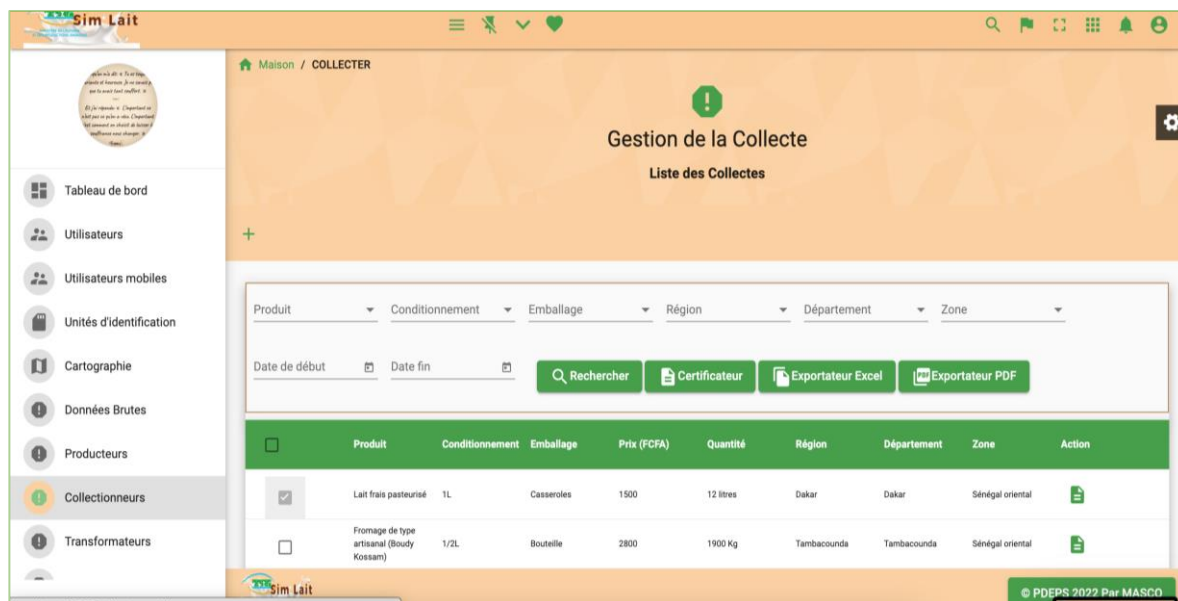 Sim Lait
Maison / COLLECTER
Gestion de la Collecte
Liste des Collectes
Tableau de bord
Utilisateurs
Utilisateurs mobiles
Unités d'identification
Cartographie
Données Brutes
Producteurs
Collectionneurs
Transformateurs
Produit Conditionnement Emballage Région Département Zone
Date de début Date fin Rechercher Certificateur Exportateur Excel PDF Exportateur PDF
Produit Conditionnement Emballage Prix (FCFA) Quantité Région Département Zone Action
Lait frais pasteurisé 1L Casseroles 1500 12 litres Dakar Dakar Sénégal oriental
Fromage de type
artisanal (Boudy 1/2L Bouteille 2800 1900 Kg Tambacounda Tambacounda Sénégal oriental
Kossam)
Sim Lait
© PDEPS 2022 Par MASCO